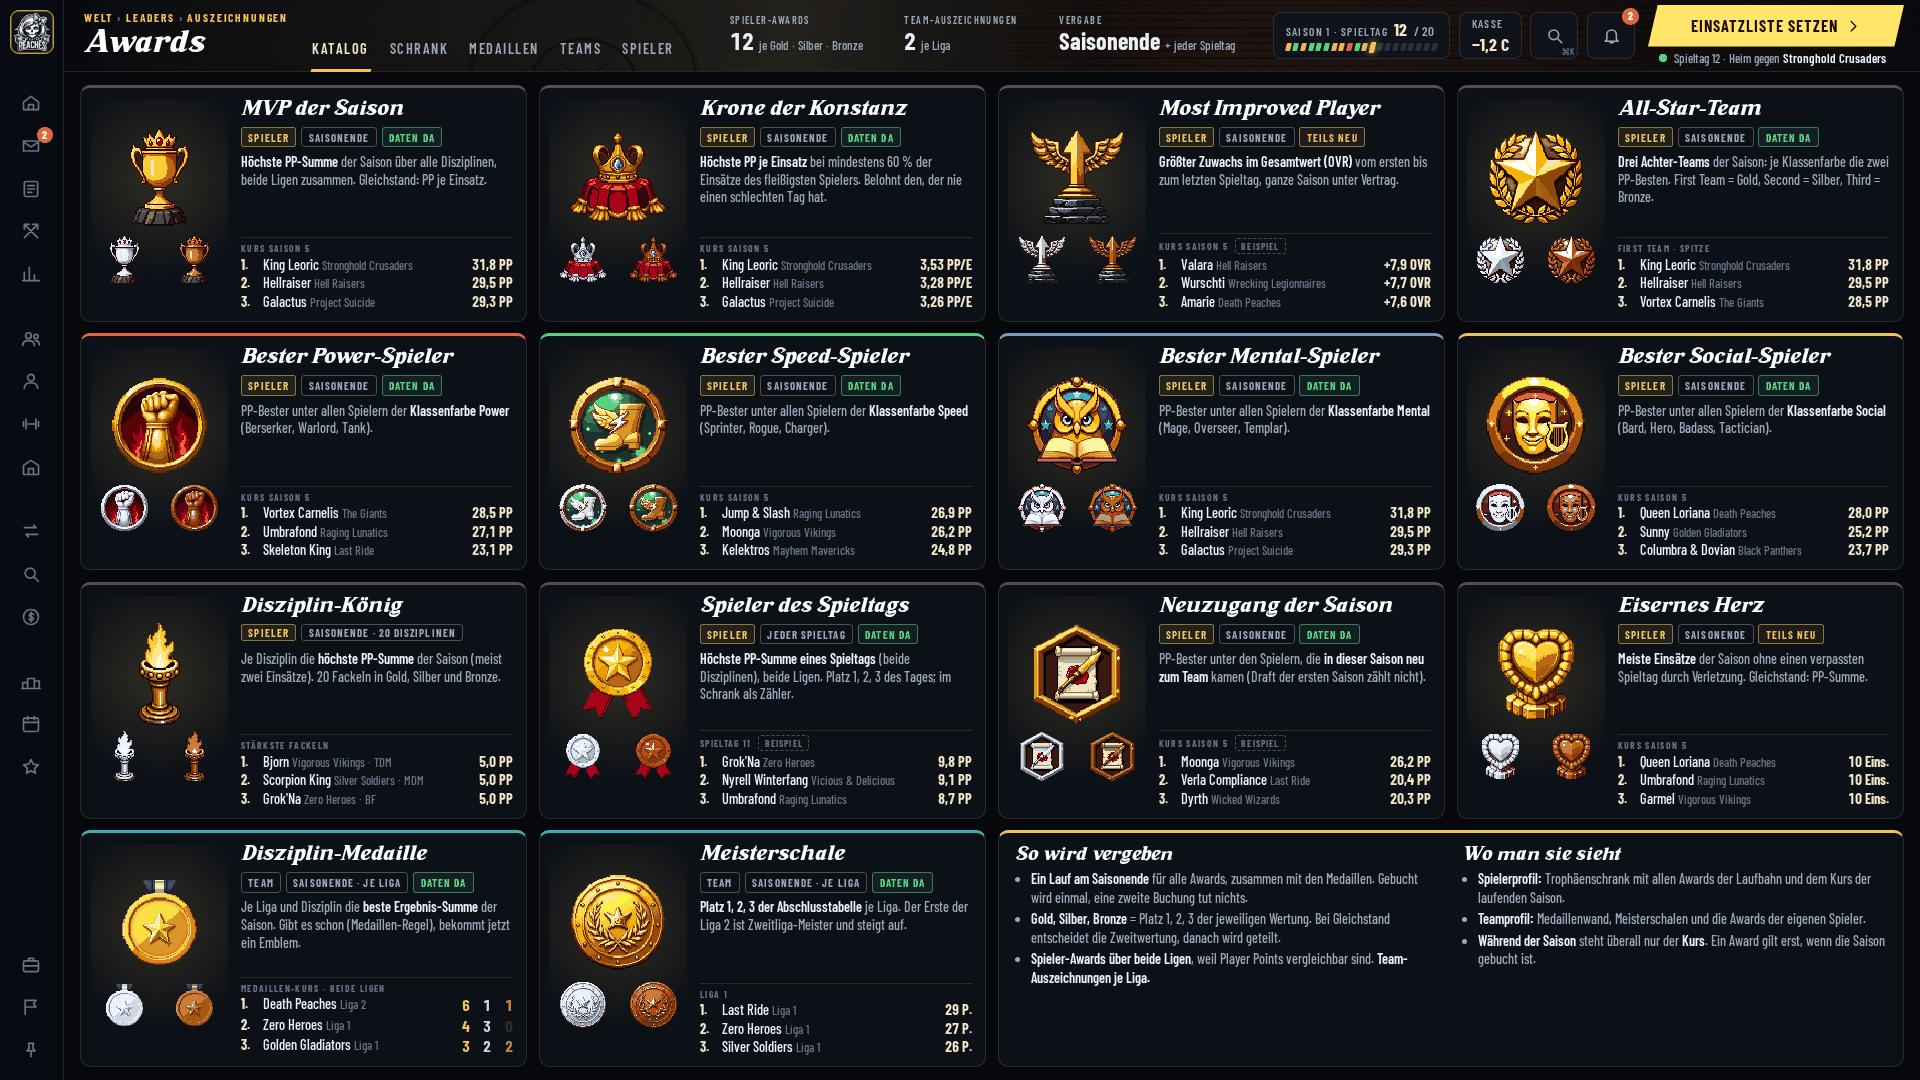 WELT › LEADERS › AUSZEICHNUNGEN
Awards
KATALOG
SCHRANK
MEDAILLEN
TEAMS
SPIELER
SPIELER-AWARDS
12 je Gold · Silber · Bronze
TEAM-AUSZEICHNUNGEN
2 je Liga
VERGABE
Saisonende + jeder Spieltag
SAISON 1 · SPIELTAG 12 / 20
KASSE
−1,2 C
⌘K
2
EINSATZLISTE SETZEN
Spieltag 12 · Heim gegen Stronghold Crusaders
PEACHES
2
MVP der Saison
SPIELER SAISONENDE DATEN DA
Höchste PP-Summe der Saison über alle Disziplinen,
beide Ligen zusammen. Gleichstand: PP je Einsatz.
KURS SAISON 5
1. King Leoric Stronghold Crusaders 31,8 PP
2. Hellraiser Hell Raisers 29,5 PP
3. Galactus Project Suicide 29,3 PP
Krone der Konstanz
SPIELER SAISONENDE DATEN DA
Höchste PP je Einsatz bei mindestens 60 % der
Einsätze des fleißigsten Spielers. Belohnt den, der nie
einen schlechten Tag hat.
KURS SAISON 5
1. King Leoric Stronghold Crusaders 3,53 PP/E
2. Hellraiser Hell Raisers 3,28 PP/E
3. Galactus Project Suicide 3,26 PP/E
Most Improved Player
SPIELER SAISONENDE TEILS NEU
Größter Zuwachs im Gesamtwert (OVR) vom ersten bis
zum letzten Spieltag, ganze Saison unter Vertrag.
KURS SAISON 5 BEISPIEL
1. Valara Hell Raisers +7,9 OVR
2. Wurschti Wrecking Legionnaires +7,7 OVR
3. Amarie Death Peaches +7,6 OVR
All-Star-Team
SPIELER SAISONENDE DATEN DA
Drei Achter-Teams der Saison: je Klassenfarbe die zwei
PP-Besten. First Team = Gold, Second = Silber, Third =
Bronze.
FIRST TEAM · SPITZE
1. King Leoric Stronghold Crusaders 31,8 PP
2. Hellraiser Hell Raisers 29,5 PP
3. Vortex Carnelis The Giants 28,5 PP
Bester Power-Spieler
SPIELER SAISONENDE DATEN DA
PP-Bester unter allen Spielern der Klassenfarbe Power
(Berserker, Warlord, Tank).
KURS SAISON 5
1. Vortex Carnelis The Giants 28,5 PP
2. Umbrafond Raging Lunatics 27,1 PP
3. Skeleton King Last Ride 23,1 PP
Bester Speed-Spieler
SPIELER SAISONENDE DATEN DA
PP-Bester unter allen Spielern der Klassenfarbe Speed
(Sprinter, Rogue, Charger).
KURS SAISON 5
1. Jump & Slash Raging Lunatics 26,9 PP
2. Moonga Vigorous Vikings 26,2 PP
3. Kelektros Mayhem Mavericks 24,8 PP
Bester Mental-Spieler
SPIELER SAISONENDE DATEN DA
PP-Bester unter allen Spielern der Klassenfarbe Mental
(Mage, Overseer, Templar).
KURS SAISON 5
1. King Leoric Stronghold Crusaders 31,8 PP
2. Hellraiser Hell Raisers 29,5 PP
3. Galactus Project Suicide 29,3 PP
Bester Social-Spieler
SPIELER SAISONENDE DATEN DA
PP-Bester unter allen Spielern der Klassenfarbe Social
(Bard, Hero, Badass, Tactician).
KURS SAISON 5
1. Queen Loriana Death Peaches 28,0 PP
2. Sunny Golden Gladiators 25,2 PP
3. Columbra & Dovian Black Panthers 23,7 PP
Disziplin-König
SPIELER SAISONENDE · 20 DISZIPLINEN
Je Disziplin die höchste PP-Summe der Saison (meist
zwei Einsätze). 20 Fackeln in Gold, Silber und Bronze.
STÄRKSTE FACKELN
1. Bjorn Vigorous Vikings · TDM 5,0 PP
2. Scorpion King Silver Soldiers · MDM 5,0 PP
3. Grok'Na Zero Heroes · BF 5,0 PP
Spieler des Spieltags
SPIELER JEDER SPIELTAG DATEN DA
Höchste PP-Summe eines Spieltags (beide
Disziplinen), beide Ligen. Platz 1, 2, 3 des Tages; im
Schrank als Zähler.
SPIELTAG 11 BEISPIEL
1. Grok'Na Zero Heroes 9,8 PP
2. Nyrell Winterfang Vicious & Delicious 9,1 PP
3. Umbrafond Raging Lunatics 8,7 PP
Neuzugang der Saison
SPIELER SAISONENDE DATEN DA
PP-Bester unter den Spielern, die in dieser Saison neu
zum Team kamen (Draft der ersten Saison zählt nicht).
KURS SAISON 5 BEISPIEL
1. Moonga Vigorous Vikings 26,2 PP
2. Verla Compliance Last Ride 20,4 PP
3. Dyrth Wicked Wizards 20,3 PP
Eisernes Herz
SPIELER SAISONENDE TEILS NEU
Meiste Einsätze der Saison ohne einen verpassten
Spieltag durch Verletzung. Gleichstand: PP-Summe.
KURS SAISON 5
1. Queen Loriana Death Peaches 10 Eins.
2. Umbrafond Raging Lunatics 10 Eins.
3. Garmel Vigorous Vikings 10 Eins.
Disziplin-Medaille
TEAM SAISONENDE · JE LIGA DATEN DA
Je Liga und Disziplin die beste Ergebnis-Summe der
Saison. Gibt es schon (Medaillen-Regel), bekommt jetzt
ein Emblem.
MEDAILLEN-KURS · BEIDE LIGEN
1. Death Peaches Liga 2 6 1 1
2. Zero Heroes Liga 1 4 3 0
3. Golden Gladiators Liga 1 3 2 2
Meisterschale
TEAM SAISONENDE · JE LIGA DATEN DA
Platz 1, 2, 3 der Abschlusstabelle je Liga. Der Erste der
Liga 2 ist Zweitliga-Meister und steigt auf.
LIGA 1
1. Last Ride Liga 1 29 P.
2. Zero Heroes Liga 1 27 P.
3. Silver Soldiers Liga 1 26 P.
So wird vergeben
• Ein Lauf am Saisonende für alle Awards, zusammen mit den Medaillen. Gebucht
wird einmal, eine zweite Buchung tut nichts.
• Gold, Silber, Bronze = Platz 1, 2, 3 der jeweiligen Wertung. Bei Gleichstand
entscheidet die Zweitwertung, danach wird geteilt.
• Spieler-Awards über beide Ligen, weil Player Points vergleichbar sind. Team-
Auszeichnungen je Liga.
Wo man sie sieht
• Spielerprofil: Trophäenschrank mit allen Awards der Laufbahn und dem Kurs der
laufenden Saison.
• Teamprofil: Medaillenwand, Meisterschalen und die Awards der eigenen Spieler.
• Während der Saison steht überall nur der Kurs. Ein Award gilt erst, wenn die Saison
gebucht ist.